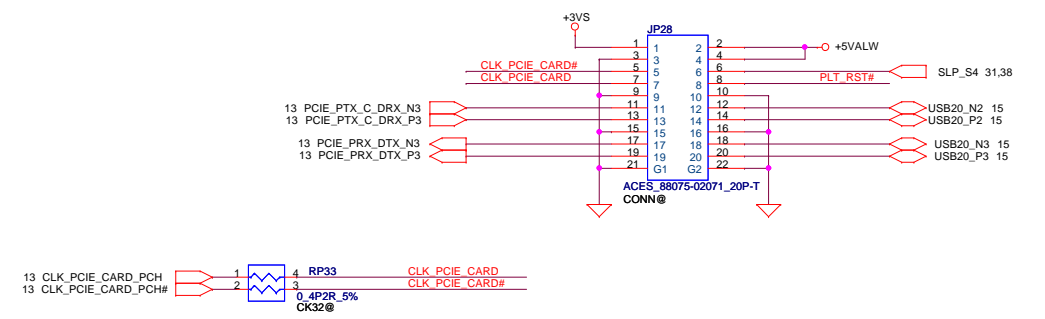 +3VS
JP28
1 1 2 2 +5VALW
3 3 4 4
CLK_PCIE_CARD# 5 5 6 6 SLP_S4 31,38
CLK_PCIE_CARD 7 7 8 8 PLT_RST#
9 9 10 10
13 PCIE_PTX_C_DRX_N3 11 11 12 12 USB20_N2 15
13 PCIE_PTX_C_DRX_P3 13 13 14 14 USB20_P2 15
15 15 16 16
13 PCIE_PRX_DTX_N3 17 17 18 18 USB20_N3 15
13 PCIE_PRX_DTX_P3 19 19 20 20 USB20_P3 15
21 G1 G2 22
ACES_88075-02071_20P-T
CONN@
13 CLK_PCIE_CARD_PCH 1 4 RP33 CLK_PCIE_CARD
13 CLK_PCIE_CARD_PCH# 2 3 CLK_PCIE_CARD#
0_4P2R_5%
CK32@